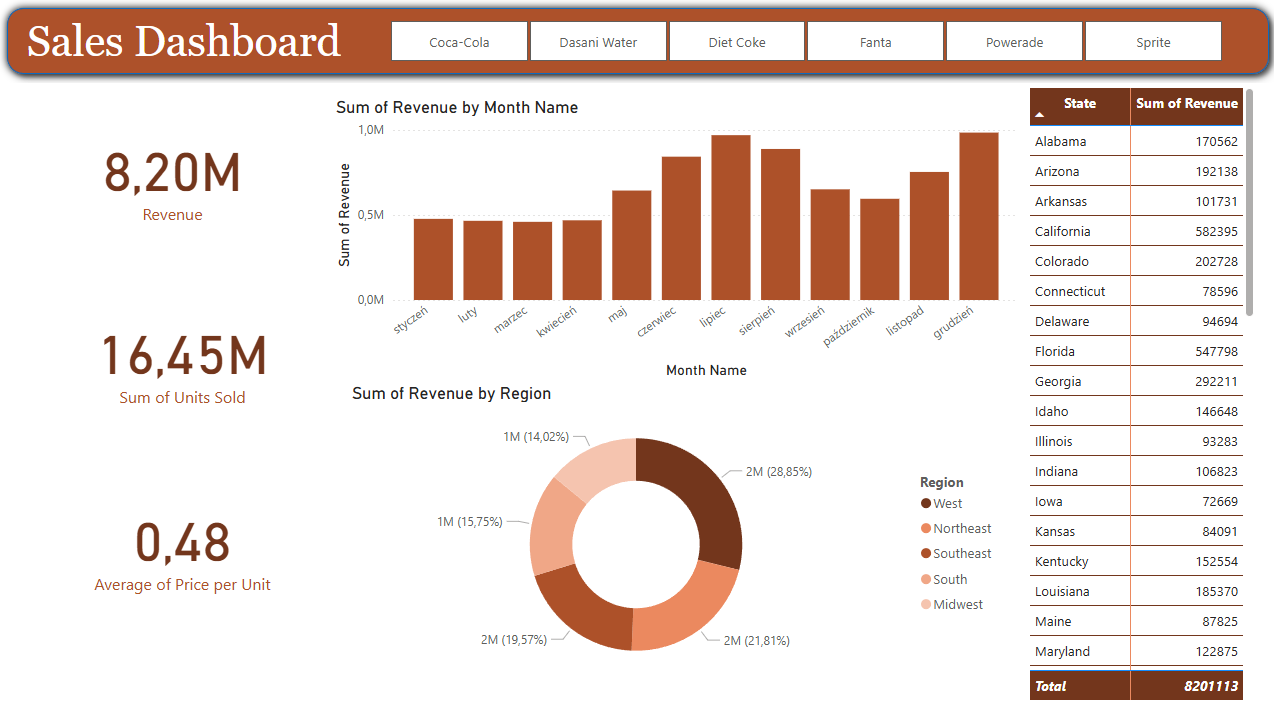 Sales Dashboard
Coca-Cola
Dasani Water
Diet Coke
Fanta
Powerade
Sprite
8,20M
Revenue
16,45M
Sum of Units Sold
0,48
Average of Price per Unit
Sum of Revenue by Month Name
Sum of Revenue
1,0M
0,5M
0,0M
styczeń
luty
marzec
kwiecień
maj
czerwiec
lipiec
sierpień
wrzesień
październik
listopad
grudzień
Month Name
Sum of Revenue by Region
1M (14,02%)
2M (28,85%)
1M (15,75%)
2M (19,57%)
2M (21,81%)
Region
West
Northeast
Southeast
South
Midwest
State Sum of Revenue
Alabama 170562
Arizona 192138
Arkansas 101731
California 582395
Colorado 202728
Connecticut 78596
Delaware 94694
Florida 547798
Georgia 292211
Idaho 146648
Illinois 93283
Indiana 106823
Iowa 72669
Kansas 84091
Kentucky 152554
Louisiana 185370
Maine 87825
Maryland 122875
Total 8201113